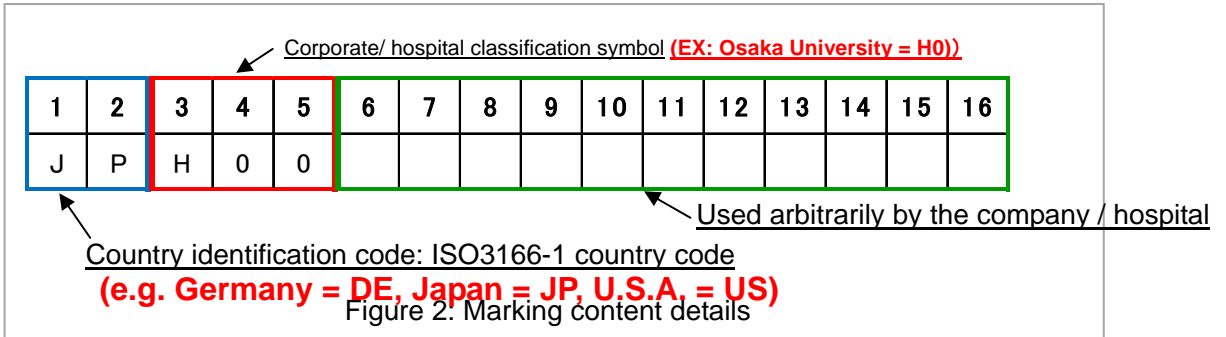 Corporate/ hospital classification symbol (EX: Osaka University = H0)）
1 2 3 4 5 6 7 8 9 10 11 12 13 14 15 16
J P H 0 0
Used arbitrarily by the company / hospital
Country identification code: ISO3166-1 country code
(e.g. Germany = DE, Japan = JP, U.S.A. = US)
Figure 2: Marking content details